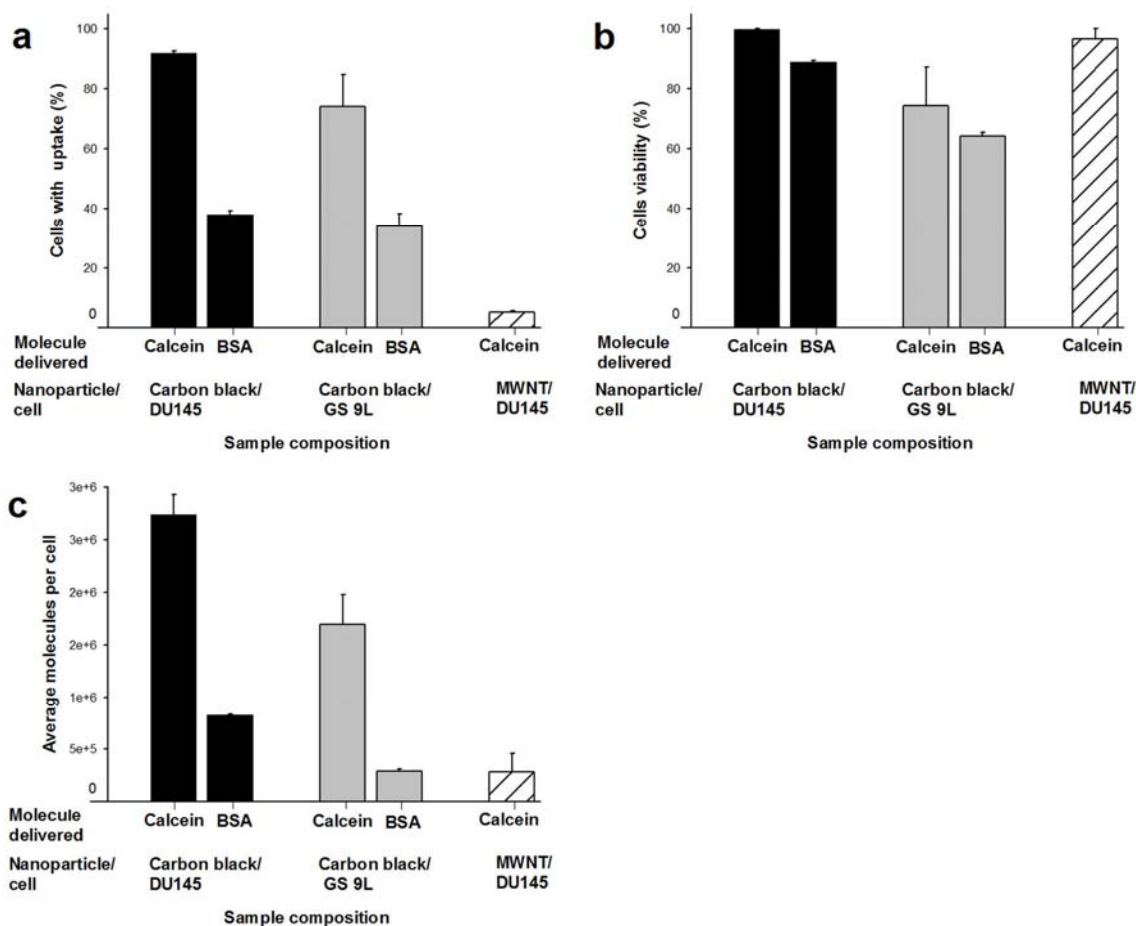 a
Cells with uptake (%)
100
80
60
40
20
0
Molecule delivered
Calcein BSA Calcein BSA Calcein
Nanoparticle/ cell
Carbon black/ DU145
Carbon black/ GS 9L
MWNT/ DU145
Sample composition
b
Cells viability (%)
100
80
60
40
20
0
Molecule delivered
Calcein BSA Calcein BSA Calcein
Nanoparticle/ cell
Carbon black/ DU145
Carbon black/ GS 9L
MWNT/ DU145
Sample composition
c
Average molecules per cell
3e+6
3e+6
2e+6
2e+6
1e+6
5e+5
0
Molecule delivered
Calcein BSA Calcein BSA Calcein
Nanoparticle/ cell
Carbon black/ DU145
Carbon black/ GS 9L
MWNT/ DU145
Sample composition